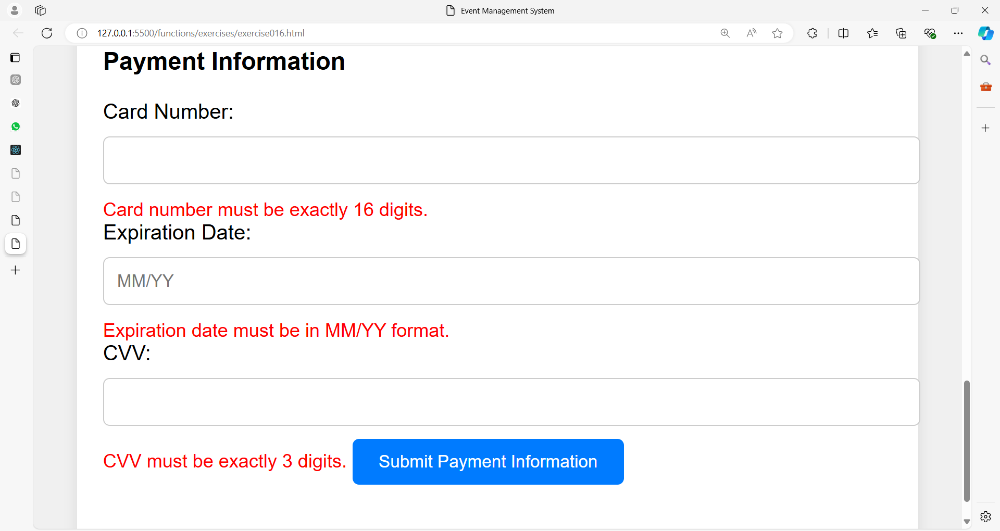 Event Management System
127.0.0.1:5500/functions/exercises/exercise016.html
Payment Information
Card Number:
Card number must be exactly 16 digits.
Expiration Date:
MM/YY
Expiration date must be in MM/YY format.
CVV:
CVV must be exactly 3 digits.
Submit Payment Information